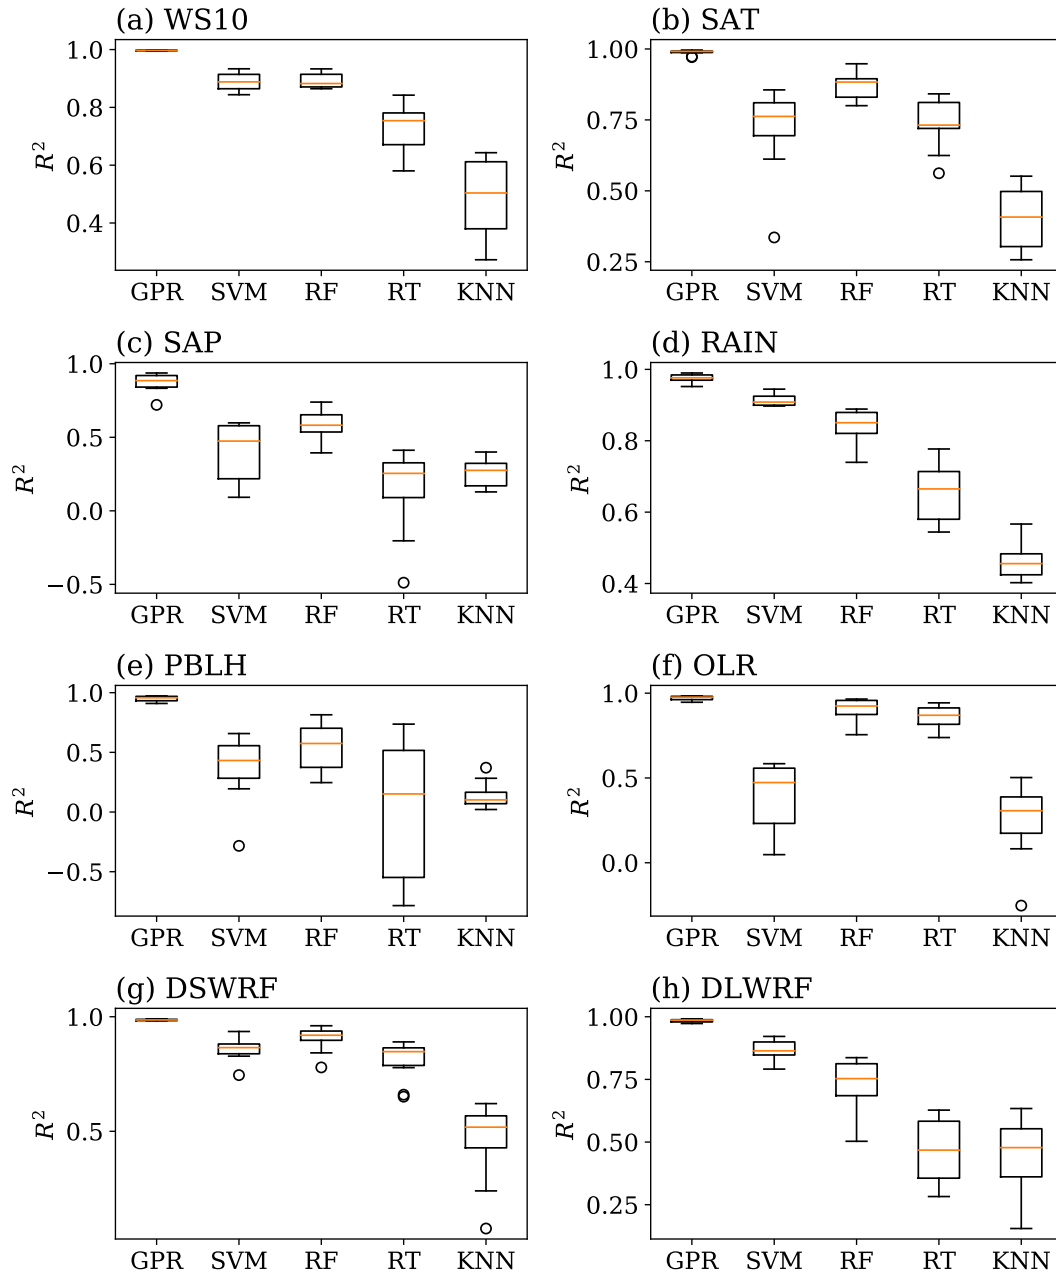 (a) WS10
1.0
0.8
0.6
0.4
R²
GPR SVM RF RT KNN
(b) SAT
1.00
0.75
0.50
0.25
R²
GPR SVM RF RT KNN
(c) SAP
1.0
0.5
0.0
−0.5
R²
GPR SVM RF RT KNN
(d) RAIN
1.0
0.8
0.6
0.4
R²
GPR SVM RF RT KNN
(e) PBLH
1.0
0.5
0.0
−0.5
R²
GPR SVM RF RT KNN
(f) OLR
1.0
0.5
0.0
R²
GPR SVM RF RT KNN
(g) DSWRF
1.0
0.5
R²
GPR SVM RF RT KNN
(h) DLWRF
1.00
0.75
0.50
0.25
R²
GPR SVM RF RT KNN